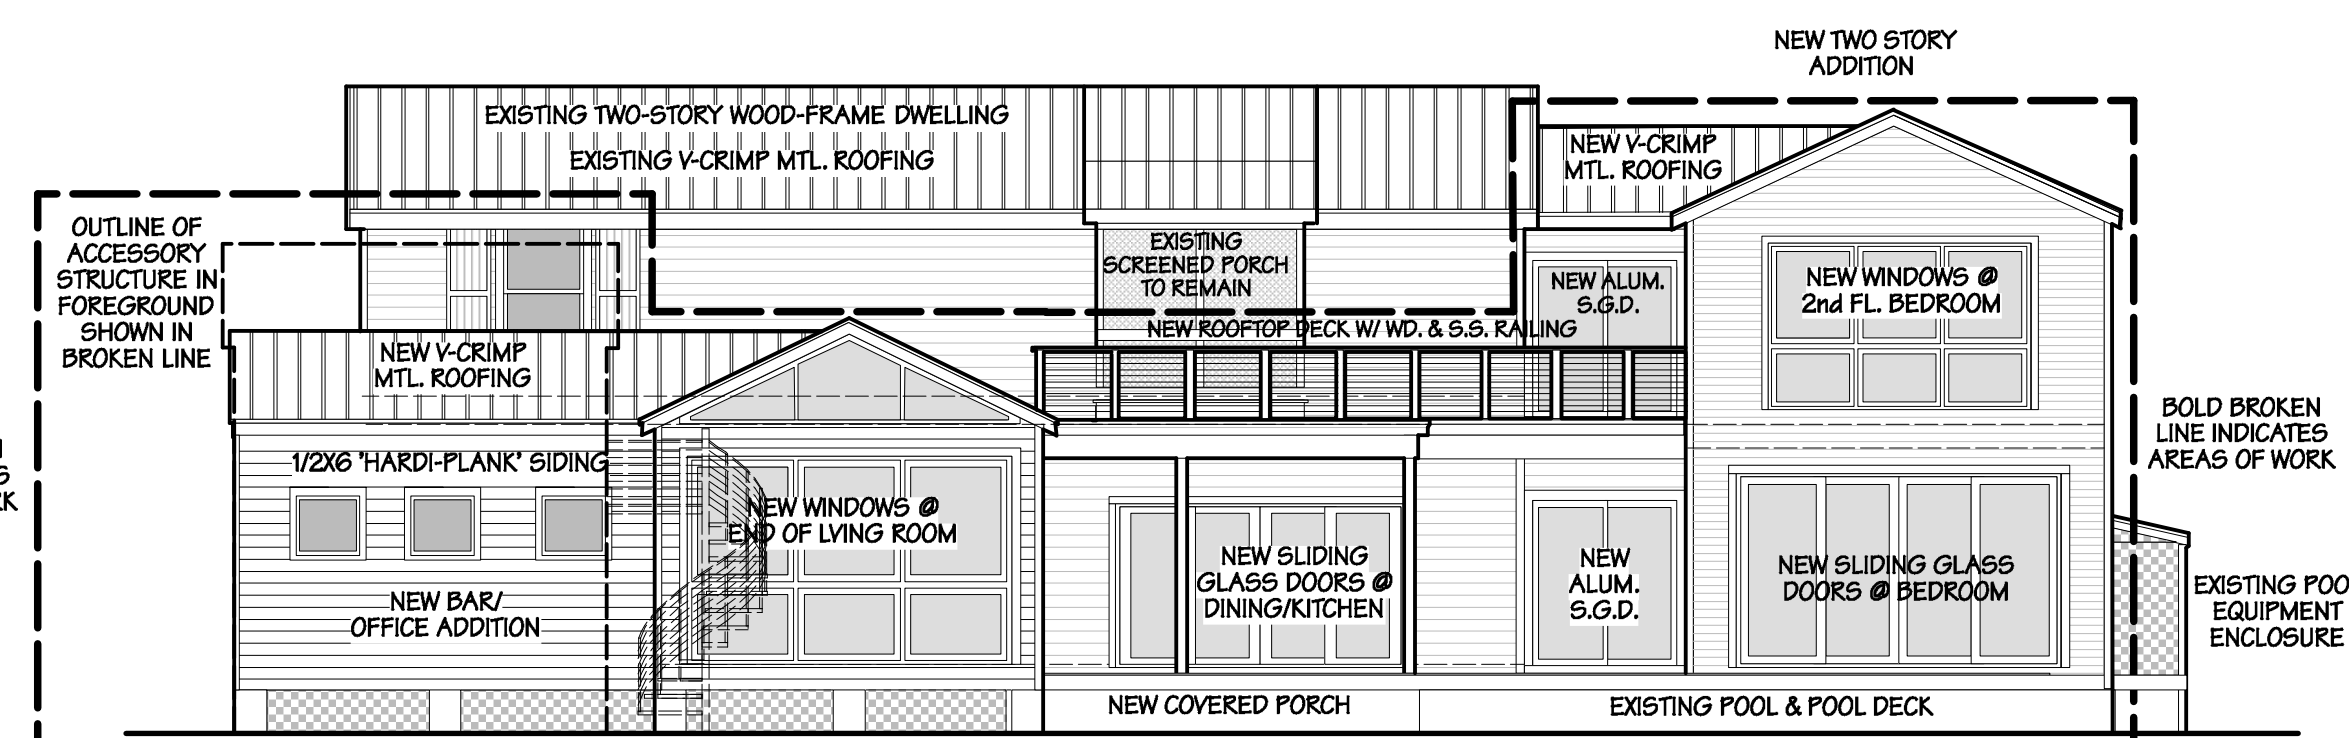 NEW TWO STORY
ADDITION
EXISTING TWO-STORY WOOD-FRAME DWELLING
EXISTING V-CRIMP MTL. ROOFING
NEW V-CRIMP
MTL. ROOFING
OUTLINE OF
ACCESSORY
STRUCTURE IN
FOREGROUND
SHOWN IN
BROKEN LINE
EXISTING
SCREENED PORCH
TO REMAIN
NEW ALUM.
S.G.D.
NEW WINDOWS @
2nd FL. BEDROOM
NEW ROOFTOP DECK W/ WD. & S.S. RAILING
NEW V-CRIMP
MTL. ROOFING
BOLD BROKEN
LINE INDICATES
AREAS OF WORK
1/2X6 'HARDI-PLANK' SIDING
NEW WINDOWS @
END OF LVING ROOM
NEW SLIDING
GLASS DOORS @
DINING/KITCHEN
NEW
ALUM.
S.G.D.
NEW SLIDING GLASS
DOORS @ BEDROOM
EXISTING POO
EQUIPMENT
ENCLOSURE
NEW BAR/
OFFICE ADDITION
NEW COVERED PORCH
EXISTING POOL & POOL DECK